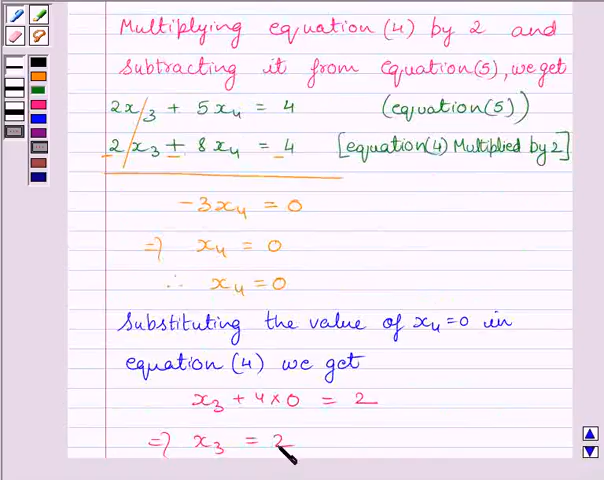 Multiplying equation (4) by 2 and
subtracting it from equation(5), we get
2x₃ + 5x₄ = 4 (equation(5))
2x₃ + 8x₄ = 4 [equation(4) Multiplied by 2]
- - -
-3x₄ = 0
=> x₄ = 0
∴ x₄ = 0
Substituting the value of x₄=0 in
equation (4) we get
x₃ + 4×0 = 2
=> x₃ = 2